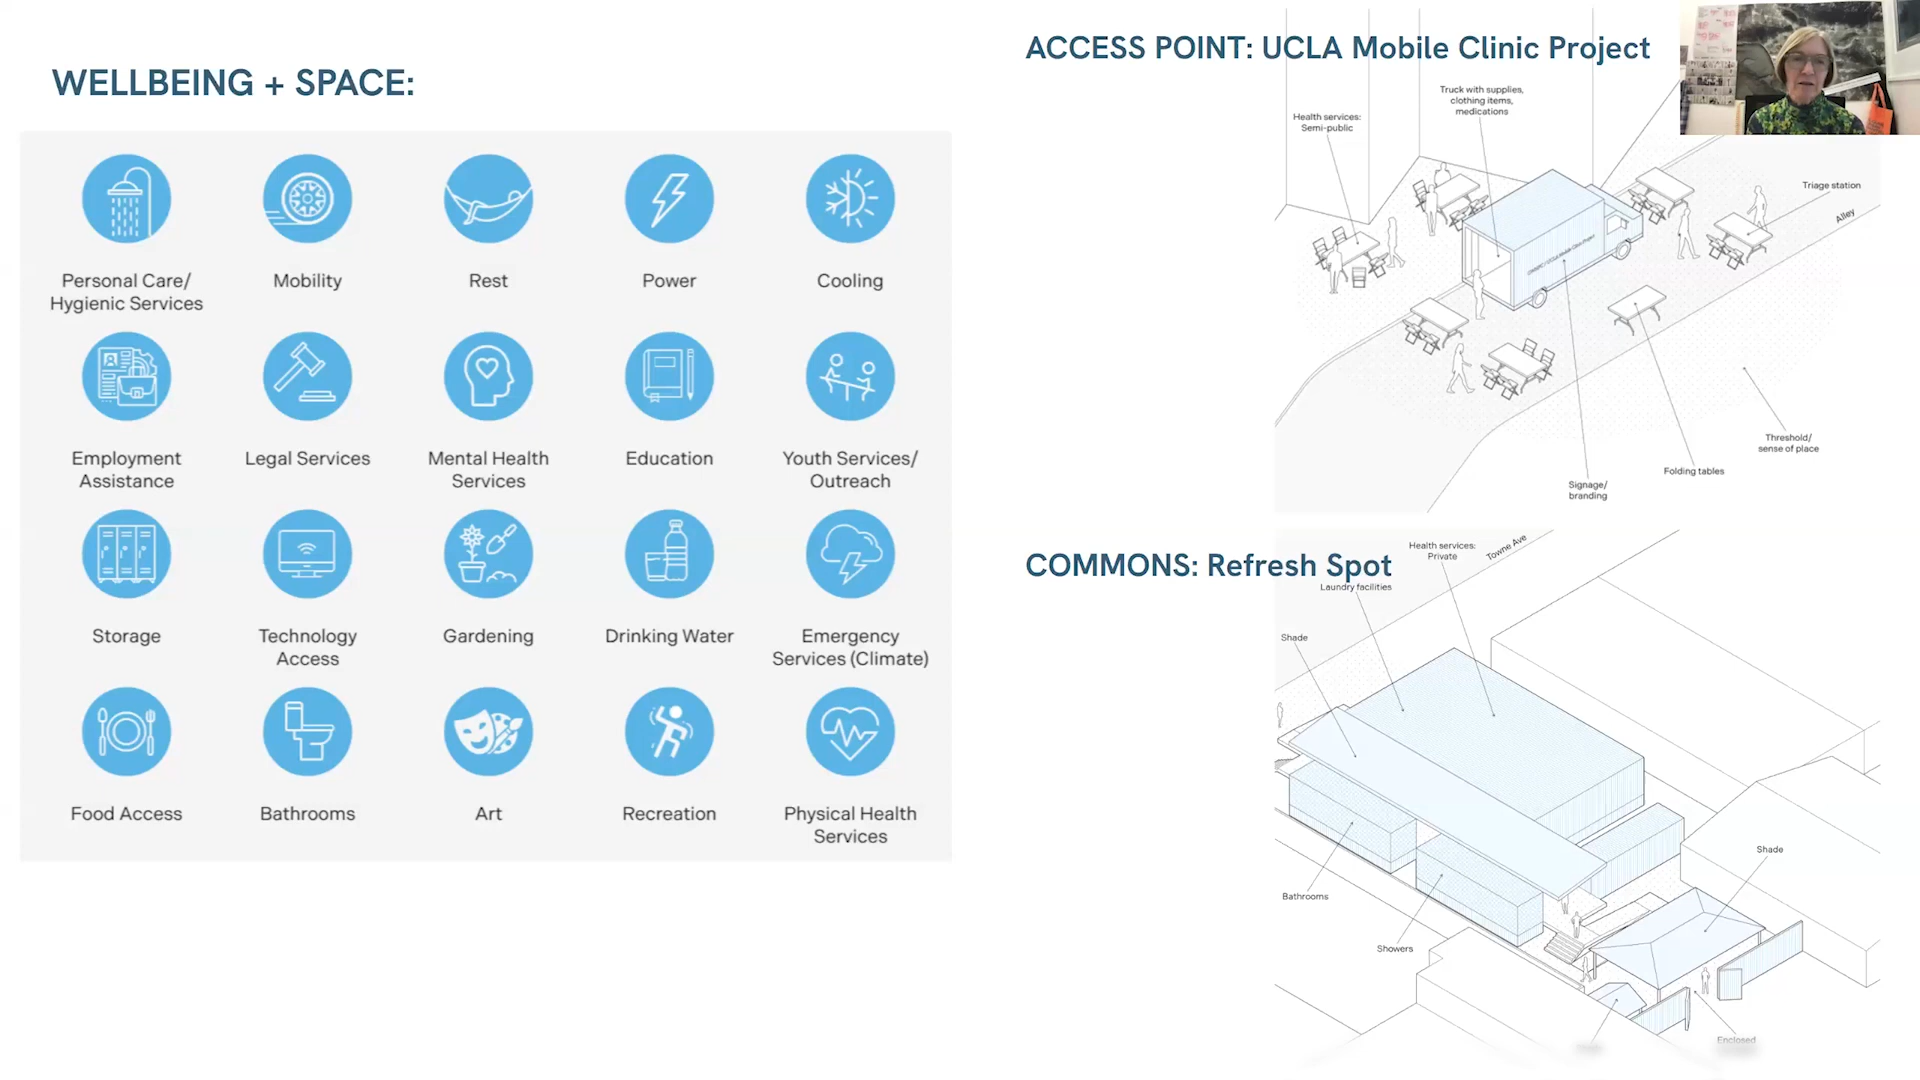 WELLBEING + SPACE:
Personal Care/
Hygienic Services
Mobility
Rest
Power
Cooling
Employment
Assistance
Legal Services
Mental Health
Services
Education
Youth Services/
Outreach
Storage
Technology
Access
Gardening
Drinking Water
Emergency
Services (Climate)
Food Access
Bathrooms
Art
Recreation
Physical Health
Services
ACCESS POINT: UCLA Mobile Clinic Project
Truck with supplies,
clothing items,
medications
Health services:
Semi-public
Triage station
Alley
UCLA Mobile Clinic Project
Threshold/
sense of place
Folding tables
Signage/
branding
COMMONS: Refresh Spot
Health services:
Private
Towne Ave
Laundry facilities
Shade
Shade
Bathrooms
Showers
Enclosed